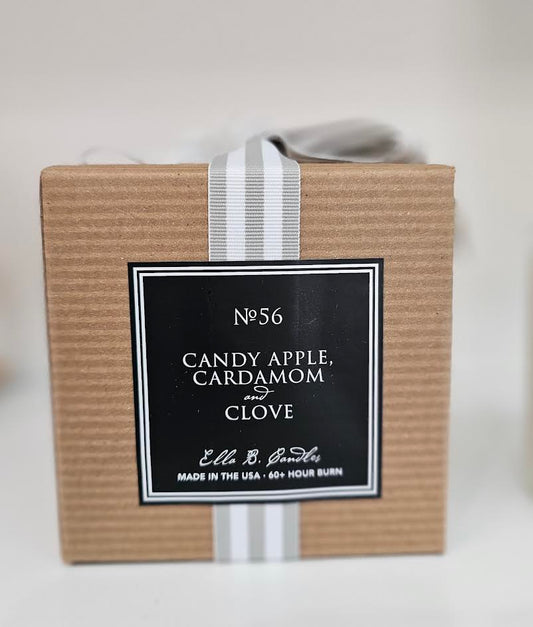 №56
CANDY APPLE,
CARDAMOM
and
CLOVE
Ella B. Candles
MADE IN THE USA · 60+ HOUR BURN